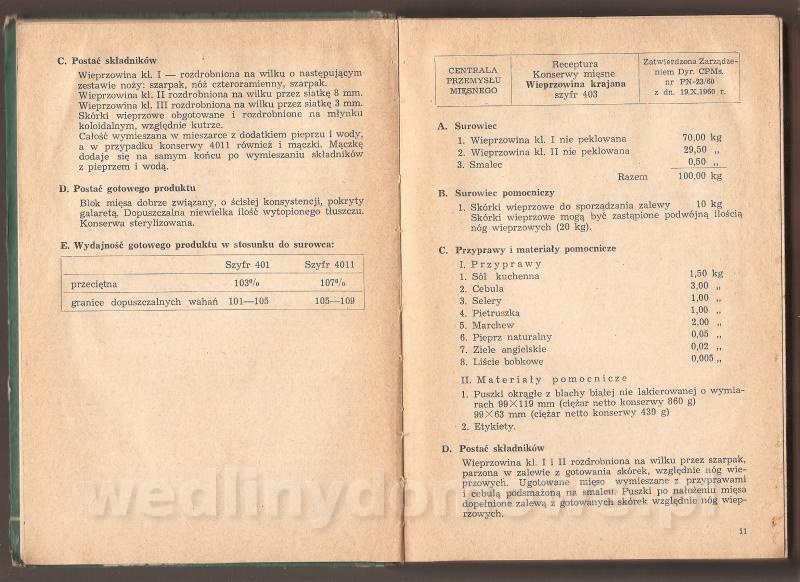 C. Postać składników
Wieprzowina kl. I — rozdrobniona na wilku o następującym
zestawie noży: szarpak, nóż czteroramienny, szarpak.
Wieprzowina kl. II rozdrobniona na wilku przez siatkę 8 mm.
Wieprzowina kl. III rozdrobniona na wilku przez siatkę 3 mm.
Skórki wieprzowe obgotowane i rozdrobnione na młynku
koloidalnym, względnie kutrze.
Całość wymieszana w mieszarce z dodatkiem pieprzu i wody,
a w przypadku konserwy 4011 również i mączki. Mączkę
dodaje się na samym końcu po wymieszaniu składników
z pieprzem i wodą.
D. Postać gotowego produktu
Blok mięsa dobrze związany, o ścisłej konsystencji, pokryty
galaretą. Dopuszczalna niewielka ilość wytopionego tłuszczu.
Konserwa sterylizowana.
E. Wydajność gotowego produktu w stosunku do surowca:
Szyfr 401 Szyfr 4011
przeciętna 103% 107%
granice dopuszczalnych wahań 101—105 105—109
CENTRALA
PRZEMYSŁU
MIĘSNEGO
Receptura
Konserwy mięsne
Wieprzowina krajana
szyfr 403
Zatwierdzona Zarządze-
niem Dyr. CPMs.
nr PN-23/60
z dn. 19.X.1960 r.
A. Surowiec
1. Wieprzowina kl. I nie peklowana 70,00 kg
2. Wieprzowina kl. II nie peklowana 29,50 „
3. Smalec 0,50 „
Razem 100,00 kg
B. Surowiec pomocniczy
1. Skórki wieprzowe do sporządzania zalewy 10 kg
Skórki wieprzowe mogą być zastąpione podwójną ilością
nóg wieprzowych (20 kg).
C. Przyprawy i materiały pomocnicze
I. Przyprawy
1. Sól kuchenna 1,50 kg
2. Cebula 3,00 „
3. Selery 1,00 „
4. Pietruszka 1,00 „
5. Marchew 2,00 „
6. Pieprz naturalny 0,05 „
7. Ziele angielskie 0,02 „
8. Liście bobkowe 0,005 „
II. Materiały pomocnicze
1. Puszki okrągłe z blachy białej nie lakierowanej o wymia-
rach 99×119 mm (ciężar netto konserwy 860 g)
99×63 mm (ciężar netto konserwy 430 g)
2. Etykiety.
D. Postać składników
Wieprzowina kl. I i II rozdrobniona na wilku przez szarpak,
parzona w zalewie z gotowania skórek, względnie nóg wie-
przowych. Ugotowane mięso wymieszane z przyprawami
i cebulą podsmażoną na smalcu. Puszki po nałożeniu mięsa
dopełnione zalewą z gotowanych skórek względnie nóg wiep-
rzowych.
11